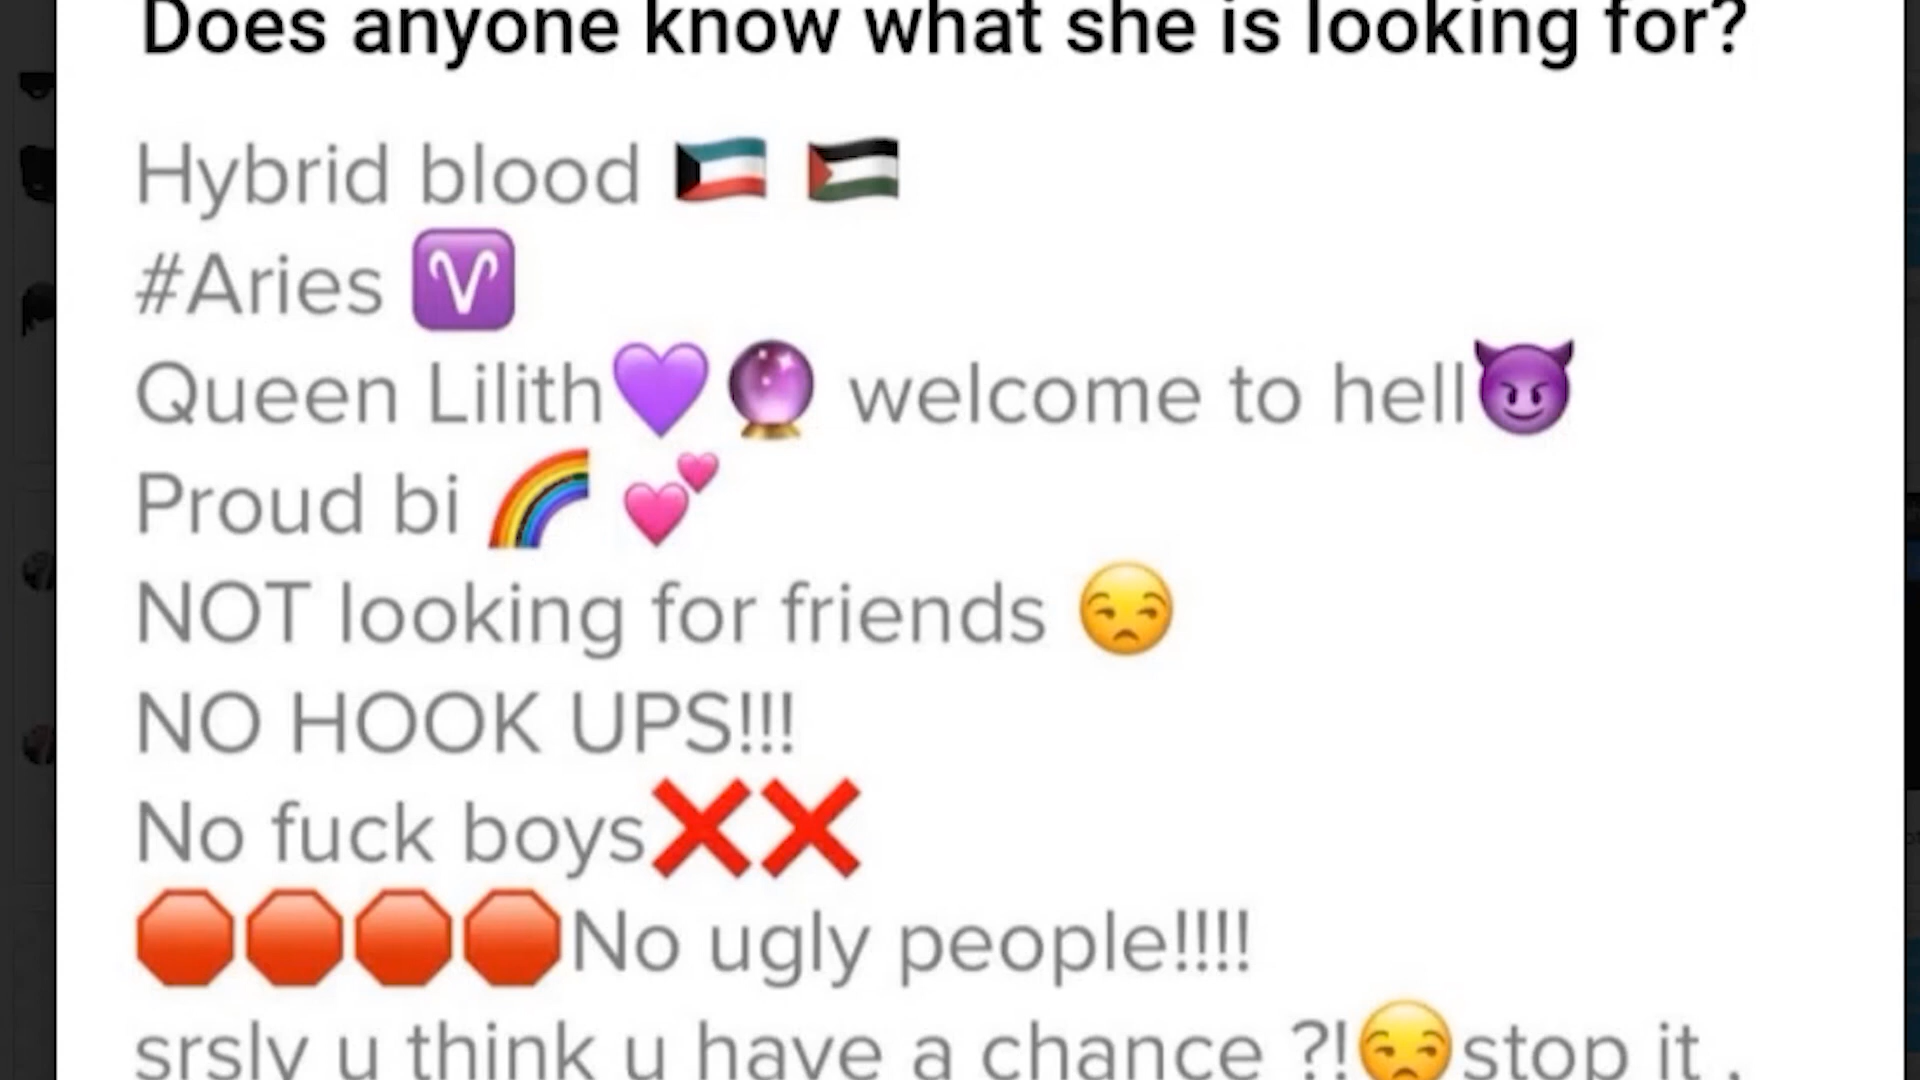 Does anyone know what she is looking for?
Hybrid blood 🇰🇼 🇵🇸
#Aries ♈
Queen Lilith💜🔮 welcome to hell😈
Proud bi 🌈 💕
NOT looking for friends 😒
NO HOOK UPS!!!
No fuck boys❌❌
🛑🛑🛑🛑No ugly people!!!!
srsly u think u have a chance ?!😒stop it .